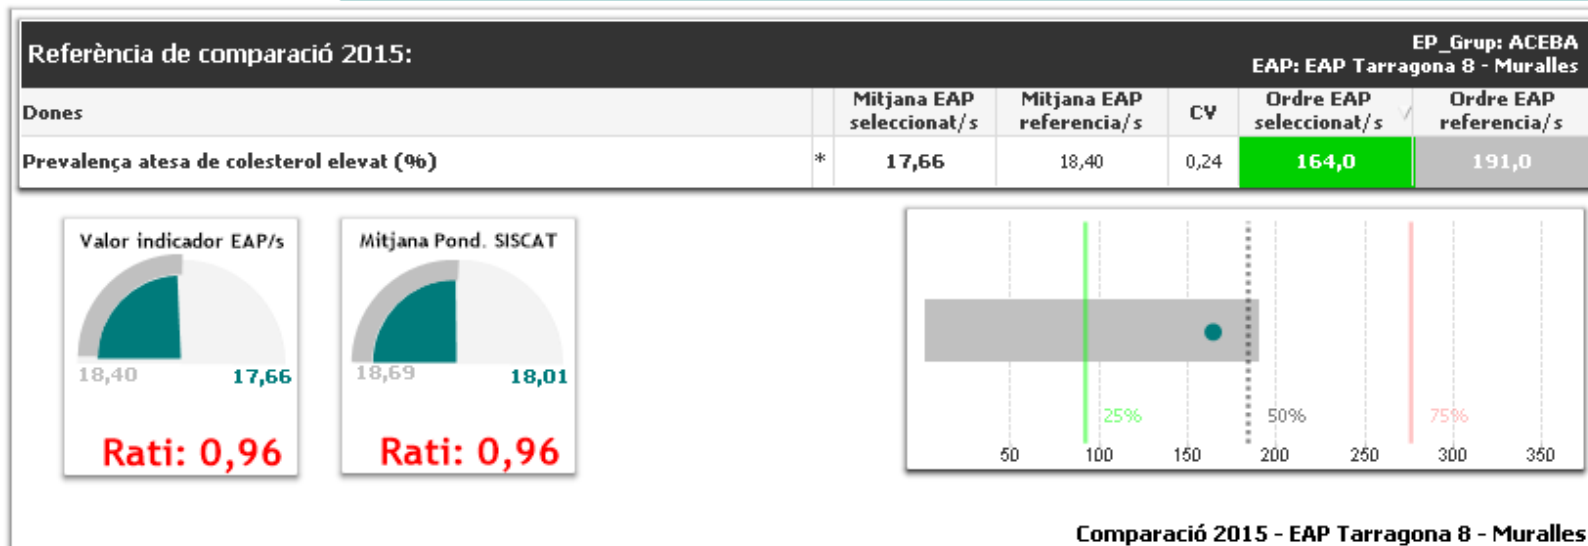 Referència de comparació 2015:
EP_Grup: ACEBA
EAP: EAP Tarragona 8 - Muralles
Dones
Mitjana EAP seleccionat/s
Mitjana EAP referencia/s
CV
Ordre EAP seleccionat/s
Ordre EAP referencia/s
Prevalença atesa de colesterol elevat (%) * 17,66 18,40 0,24 164,0 191,0
Valor indicador EAP/s
18,40 17,66
Rati: 0,96
Mitjana Pond. SISCAT
18,69 18,01
Rati: 0,96
25% 50% 75%
50 100 150 200 250 300 350
Comparació 2015 - EAP Tarragona 8 - Muralles